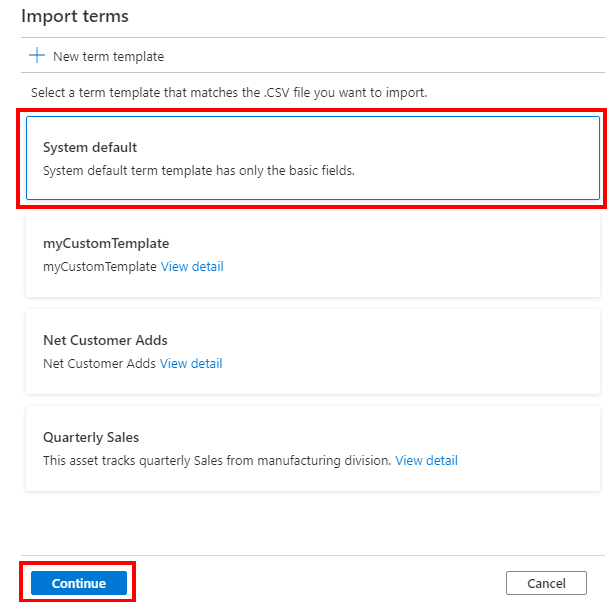 Import terms
+ New term template
Select a term template that matches the .CSV file you want to import.
System default
System default term template has only the basic fields.
myCustomTemplate
myCustomTemplate View detail
Net Customer Adds
Net Customer Adds View detail
Quarterly Sales
This asset tracks quarterly Sales from manufacturing division. View detail
Continue
Cancel